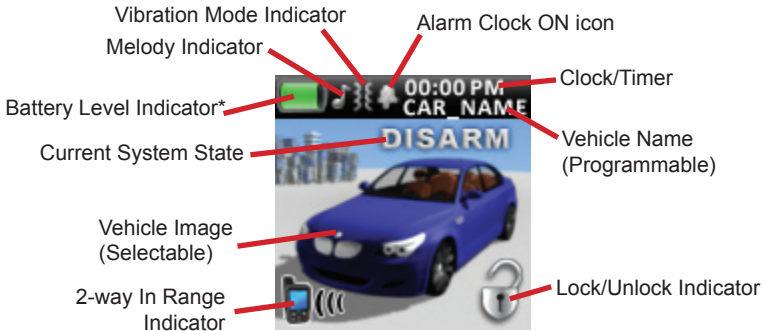 Vibration Mode Indicator
Alarm Clock ON icon
Melody Indicator
00:00 PM
Clock/Timer
Battery Level Indicator*
CAR_NAME
Current System State
DISARM
Vehicle Name
(Programmable)
Vehicle Image
(Selectable)
2-way In Range
Indicator
Lock/Unlock Indicator